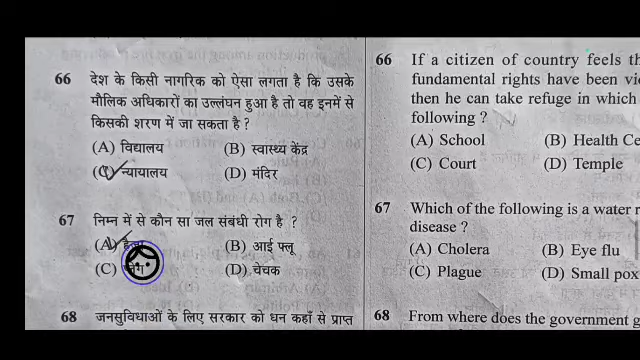 66 देश के किसी नागरिक को ऐसा लगता है कि उसके
मौलिक अधिकारों का उल्लंघन हुआ है तो वह इनमें से
किसकी शरण में जा सकता है ?
(A) विद्यालय (B) स्वास्थ्य केंद्र
(C) न्यायालय (D) मंदिर
67 निम्न में से कौन सा जल संबंधी रोग है ?
(A) हैजा (B) आई फ्लू
(C) प्लेग (D) चेचक
68 जनसुविधाओं के लिए सरकार को धन कहाँ से प्राप्त
66 If a citizen of country feels
fundamental rights have been
then he can take refuge in which
following ?
(A) School (B) Health
(C) Court (D) Temple
67 Which of the following is a water
disease ?
(A) Cholera (B) Eye flu
(C) Plague (D) Small pox
68 From where does the government